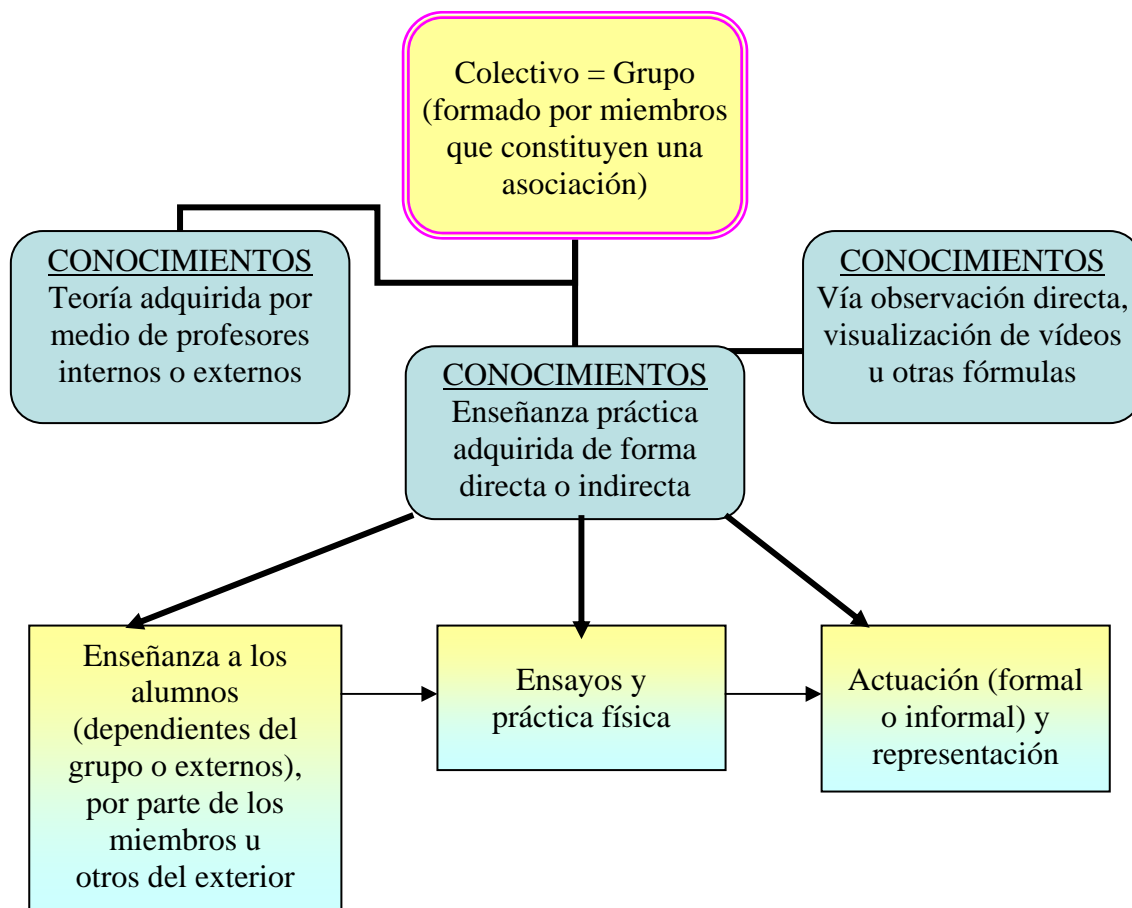 Colectivo = Grupo
(formado por miembros
que constituyen una
asociación)
CONOCIMIENTOS
Teoría adquirida por
medio de profesores
internos o externos
CONOCIMIENTOS
Vía observación directa,
visualización de vídeos
u otras fórmulas
CONOCIMIENTOS
Enseñanza práctica
adquirida de forma
directa o indirecta
Enseñanza a los
alumnos
(dependientes del
grupo o externos),
por parte de los
miembros u
otros del exterior
Ensayos y
práctica física
Actuación (formal
o informal) y
representación